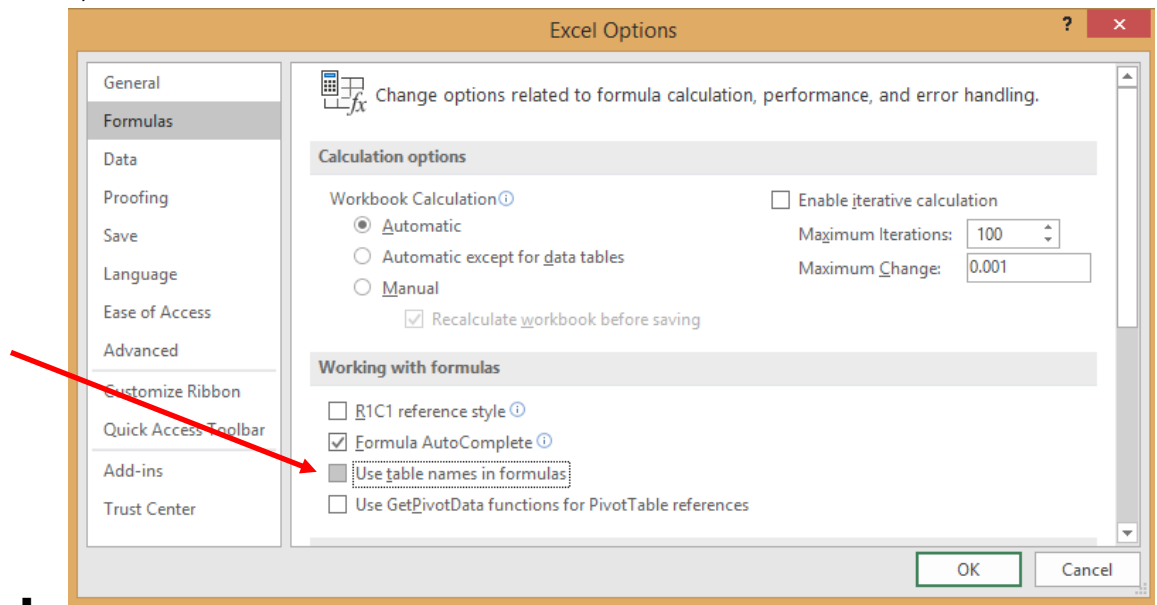 Excel Options
?
×
General
Formulas
Data
Proofing
Save
Language
Ease of Access
Advanced
Customize Ribbon
Quick Access Toolbar
Add-ins
Trust Center
fx
Change options related to formula calculation, performance, and error handling.
Calculation options
Workbook Calculation
Automatic
Automatic except for data tables
Manual
Recalculate workbook before saving
Enable iterative calculation
Maximum Iterations: 100
Maximum Change: 0.001
Working with formulas
R1C1 reference style
Formula AutoComplete
Use table names in formulas
Use GetPivotData functions for PivotTable references
OK
Cancel